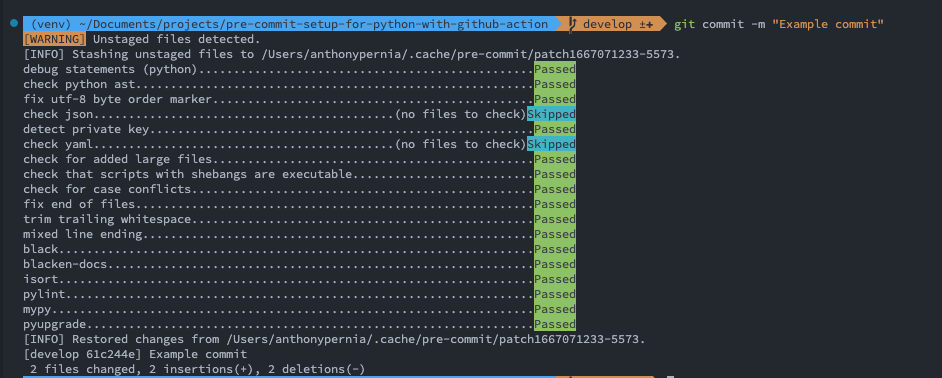 (venv) ~/Documents/projects/pre-commit-setup-for-python-with-github-action develop ±✚ git commit -m "Example commit"
[WARNING] Unstaged files detected.
[INFO] Stashing unstaged files to /Users/anthonypernia/.cache/pre-commit/patch1667071233-5573.
debug statements (python)................................................Passed
check python ast.........................................................Passed
fix utf-8 byte order marker..............................................Passed
check json...........................................(no files to check)Skipped
detect private key.......................................................Passed
check yaml...........................................(no files to check)Skipped
check for added large files..............................................Passed
check that scripts with shebangs are executable..........................Passed
check for case conflicts.................................................Passed
fix end of files.........................................................Passed
trim trailing whitespace.................................................Passed
mixed line ending........................................................Passed
black....................................................................Passed
blacken-docs.............................................................Passed
isort....................................................................Passed
pylint...................................................................Passed
mypy.....................................................................Passed
pyupgrade................................................................Passed
[INFO] Restored changes from /Users/anthonypernia/.cache/pre-commit/patch1667071233-5573.
[develop 61c244e] Example commit
2 files changed, 2 insertions(+), 2 deletions(-)